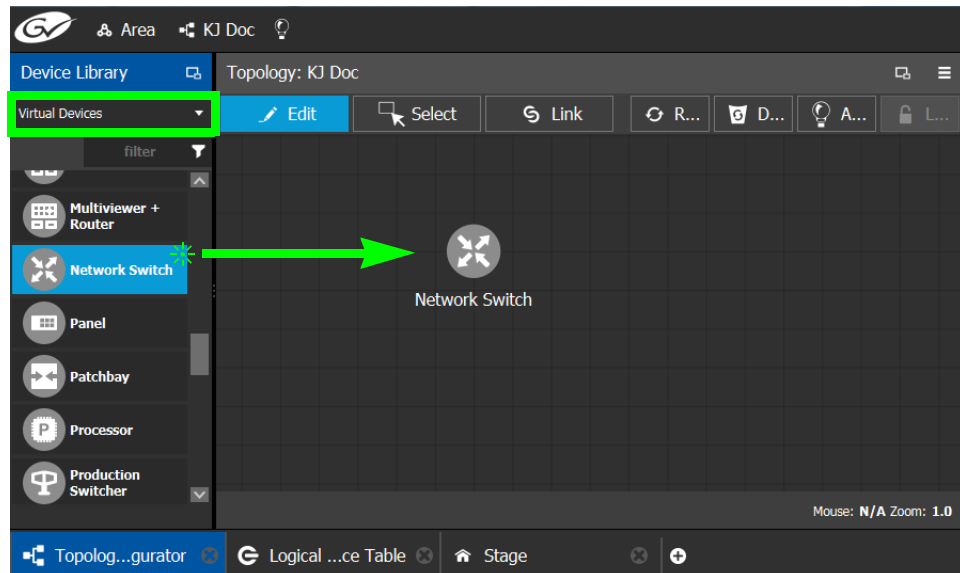 GV Area KJ Doc
Device Library
Topology: KJ Doc
Virtual Devices
Edit Select Link R... D... A... L...
filter
Multiviewer +
Router
Network Switch
Panel
Patchbay
Processor
Production
Switcher
Network Switch
Mouse: N/A Zoom: 1.0
Topolog...gurator Logical ...ce Table Stage